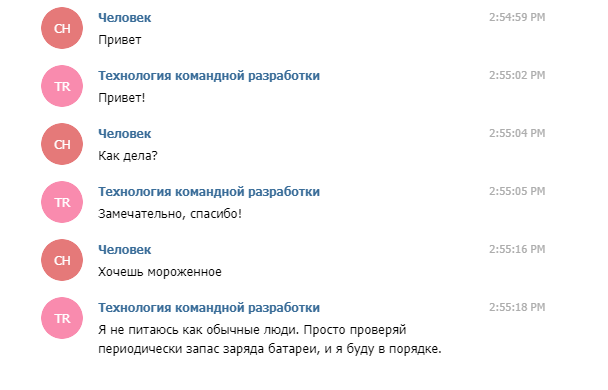 CH
Человек
2:54:59 PM
Привет
TR
Технология командной разработки
2:55:02 PM
Привет!
CH
Человек
2:55:04 PM
Как дела?
TR
Технология командной разработки
2:55:05 PM
Замечательно, спасибо!
CH
Человек
2:55:16 PM
Хочешь мороженное
TR
Технология командной разработки
2:55:18 PM
Я не питаюсь как обычные люди. Просто проверяй
периодически запас заряда батареи, и я буду в порядке.